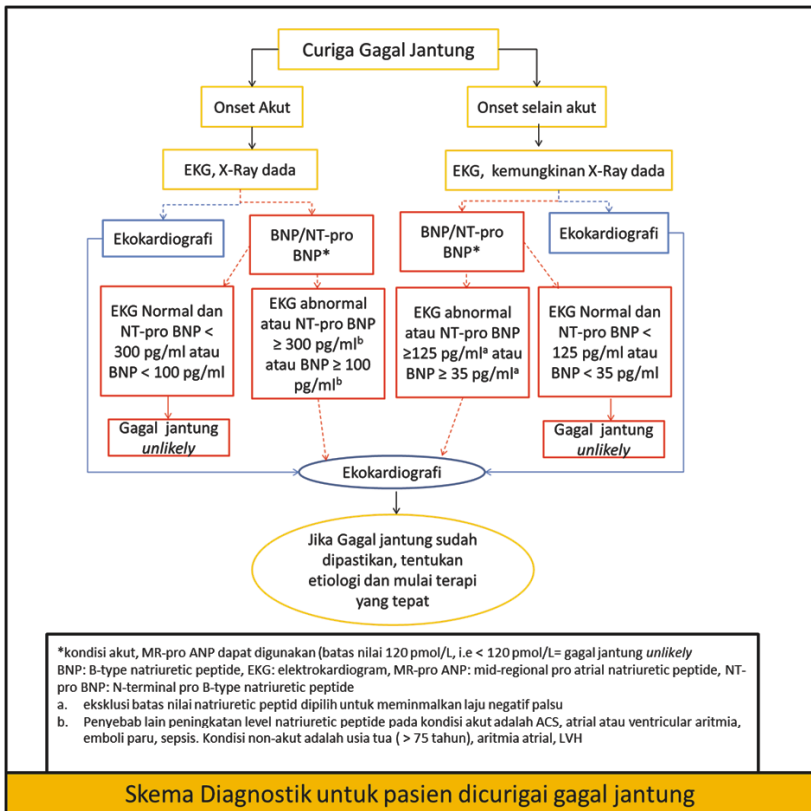 Curiga Gagal Jantung
Onset Akut
Onset selain akut
EKG, X-Ray dada
EKG, kemungkinan X-Ray dada
Ekokardiografi
BNP/NT-pro
BNP*
BNP/NT-pro
BNP*
Ekokardiografi
EKG Normal dan
NT-pro BNP <
300 pg/ml atau
BNP < 100 pg/ml
EKG abnormal
atau NT-pro BNP
≥ 300 pg/mlᵇ
atau BNP ≥ 100
pg/mlᵇ
EKG abnormal
atau NT-pro BNP
≥125 pg/mlᵃ atau
BNP ≥ 35 pg/mlᵃ
EKG Normal dan
NT-pro BNP <
125 pg/ml atau
BNP < 35 pg/ml
Gagal jantung
unlikely
Gagal jantung
unlikely
Ekokardiografi
Jika Gagal jantung sudah
dipastikan, tentukan
etiologi dan mulai terapi
yang tepat
*kondisi akut, MR-pro ANP dapat digunakan (batas nilai 120 pmol/L, i.e < 120 pmol/L= gagal jantung unlikely
BNP: B-type natriuretic peptide, EKG: elektrokardiogram, MR-pro ANP: mid-regional pro atrial natriuretic peptide, NT-
pro BNP: N-terminal pro B-type natriuretic peptide
a. eksklusi batas nilai natriuretic peptid dipilih untuk meminmalkan laju negatif palsu
b. Penyebab lain peningkatan level natriuretic peptide pada kondisi akut adalah ACS, atrial atau ventricular aritmia,
emboli paru, sepsis. Kondisi non-akut adalah usia tua ( > 75 tahun), aritmia atrial, LVH
Skema Diagnostik untuk pasien dicurigai gagal jantung